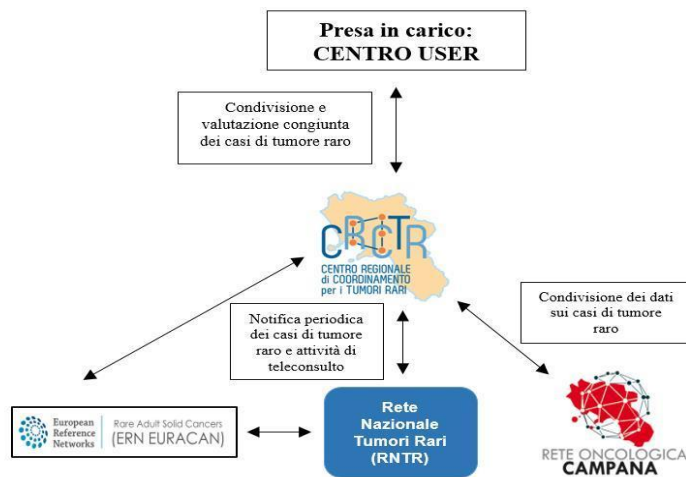 Presa in carico:
CENTRO USER
Condivisione e
valutazione congiunta
dei casi di tumore raro
CRCTR
CENTRO REGIONALE
di COORDINAMENTO
per i TUMORI RARI
Condivisione dei dati
sui casi di tumore
raro
Notifica periodica
dei casi di tumore
raro e attività di
teleconsulto
European
Reference
Networks
Rare Adult Solid Cancers
(ERN EURACAN)
Rete
Nazionale
Tumori Rari
(RNTR)
RETE ONCOLOGICA
CAMPANA